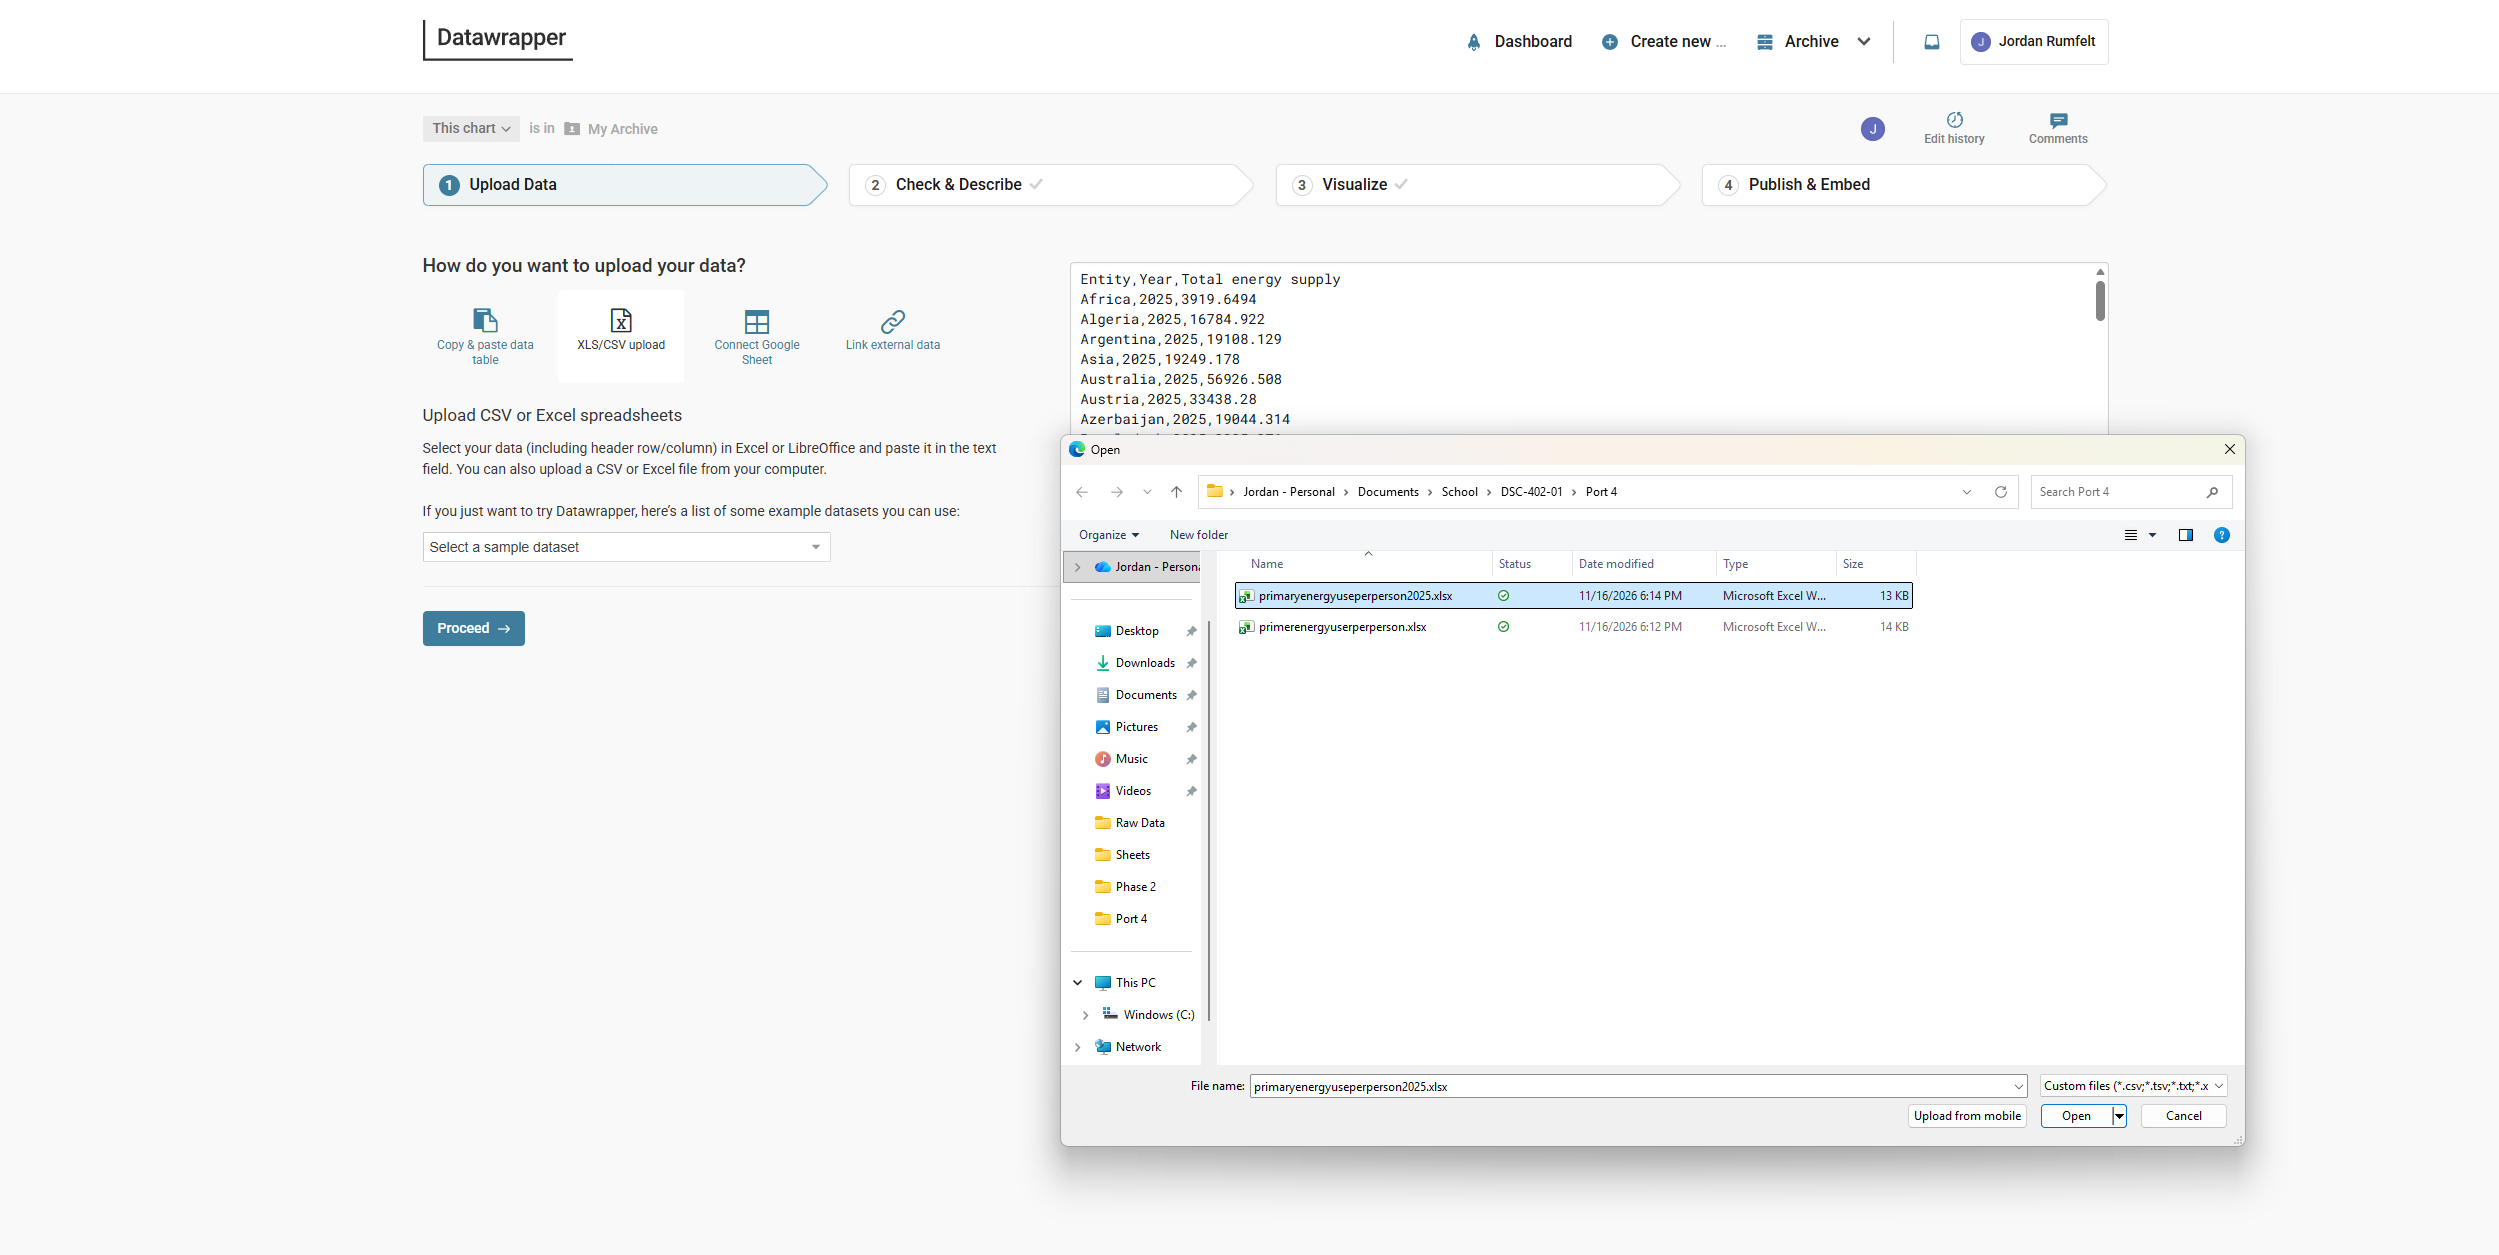 Datawrapper
Dashboard
Create new ...
Archive
J
Jordan Rumfelt
This chart
is in
My Archive
J
Edit history
Comments
1 Upload Data
2 Check & Describe
3 Visualize
4 Publish & Embed
How do you want to upload your data?
Copy & paste data table
XLS/CSV upload
Connect Google Sheet
Link external data
Upload CSV or Excel spreadsheets
Select your data (including header row/column) in Excel or LibreOffice and paste it in the text
field. You can also upload a CSV or Excel file from your computer.
If you just want to try Datawrapper, here's a list of some example datasets you can use:
Select a sample dataset
Proceed
Entity,Year,Total energy supply
Africa,2025,3919.6494
Algeria,2025,16784.922
Argentina,2025,19108.129
Asia,2025,19249.178
Australia,2025,56926.508
Austria,2025,33438.28
Azerbaijan,2025,19044.314
Open
Jordan - Personal
Documents
School
DSC-402-01
Port 4
Search Port 4
Organize
New folder
Jordan - Persona
Desktop
Downloads
Documents
Pictures
Music
Videos
Raw Data
Sheets
Phase 2
Port 4
This PC
Windows (C:)
Network
Name Status Date modified Type Size
primaryenergyuseperperson2025.xlsx 11/16/2026 6:14 PM Microsoft Excel W... 13 KB
primerenergyuserperperson.xlsx 11/16/2026 6:12 PM Microsoft Excel W... 14 KB
File name: primaryenergyuseperperson2025.xlsx
Custom files (*.csv;*.tsv;*.txt;*.x
Upload from mobile
Open
Cancel